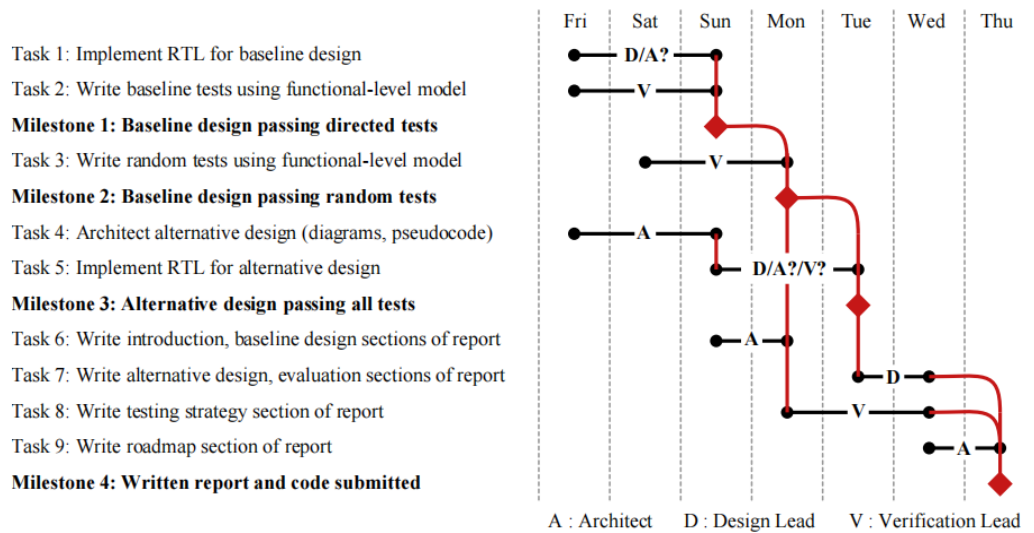 Fri Sat Sun Mon Tue Wed Thu
Task 1: Implement RTL for baseline design D/A?
Task 2: Write baseline tests using functional-level model V
Milestone 1: Baseline design passing directed tests
Task 3: Write random tests using functional-level model V
Milestone 2: Baseline design passing random tests
Task 4: Architect alternative design (diagrams, pseudocode) A
Task 5: Implement RTL for alternative design D/A?/V?
Milestone 3: Alternative design passing all tests
Task 6: Write introduction, baseline design sections of report A
Task 7: Write alternative design, evaluation sections of report D
Task 8: Write testing strategy section of report V
Task 9: Write roadmap section of report A
Milestone 4: Written report and code submitted
A : Architect D : Design Lead V : Verification Lead